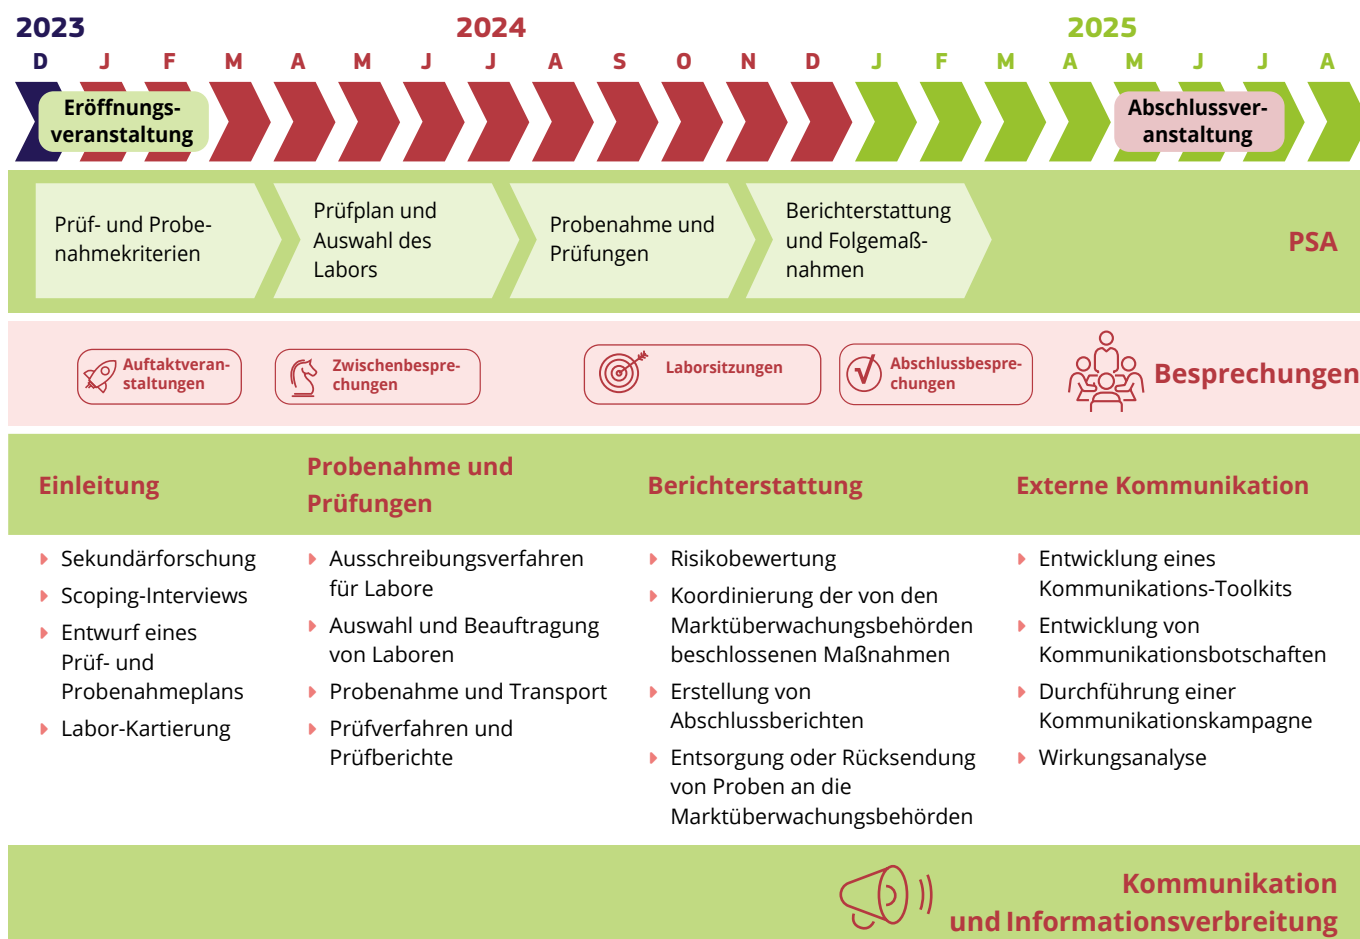 2023
2024
2025
D J F M A M J J A S O N D J F M A M J J A
Eröffnungs-
veranstaltung
Abschlussver-
anstaltung
Prüf- und Probe-
nahmekriterien
Prüfplan und
Auswahl des
Labors
Probenahme und
Prüfungen
Berichterstattung
und Folgemaß-
nahmen
PSA
Auftaktveran-
staltungen
Zwischenbespre-
chungen
Laborsitzungen
Abschlussbespre-
chungen
Besprechungen
Einleitung
Sekundärforschung
Scoping-Interviews
Entwurf eines
Prüf- und
Probenahmeplans
Labor-Kartierung
Probenahme und
Prüfungen
Ausschreibungsverfahren
für Labore
Auswahl und Beauftragung
von Laboren
Probenahme und Transport
Prüfverfahren und
Prüfberichte
Berichterstattung
Risikobewertung
Koordinierung der von den
Marktüberwachungsbehörden
beschlossenen Maßnahmen
Erstellung von
Abschlussberichten
Entsorgung oder Rücksendung
von Proben an die
Marktüberwachungsbehörden
Externe Kommunikation
Entwicklung eines
Kommunikations-Toolkits
Entwicklung von
Kommunikationsbotschaften
Durchführung einer
Kommunikationskampagne
Wirkungsanalyse
Kommunikation
und Informationsverbreitung